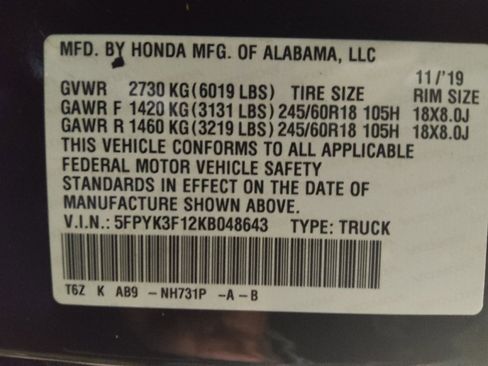 MFD. BY HONDA MFG. OF ALABAMA, LLC
11/'19
GVWR 2730 KG (6019 LBS) TIRE SIZE RIM SIZE
GAWR F 1420 KG (3131 LBS) 245/60R18 105H 18X8.0J
GAWR R 1460 KG (3219 LBS) 245/60R18 105H 18X8.0J
THIS VEHICLE CONFORMS TO ALL APPLICABLE
FEDERAL MOTOR VEHICLE SAFETY
STANDARDS IN EFFECT ON THE DATE OF
MANUFACTURE SHOWN ABOVE.
V.I.N.: 5FPYK3F12KB048643 TYPE: TRUCK
T6Z K AB9 -NH731P -A-B